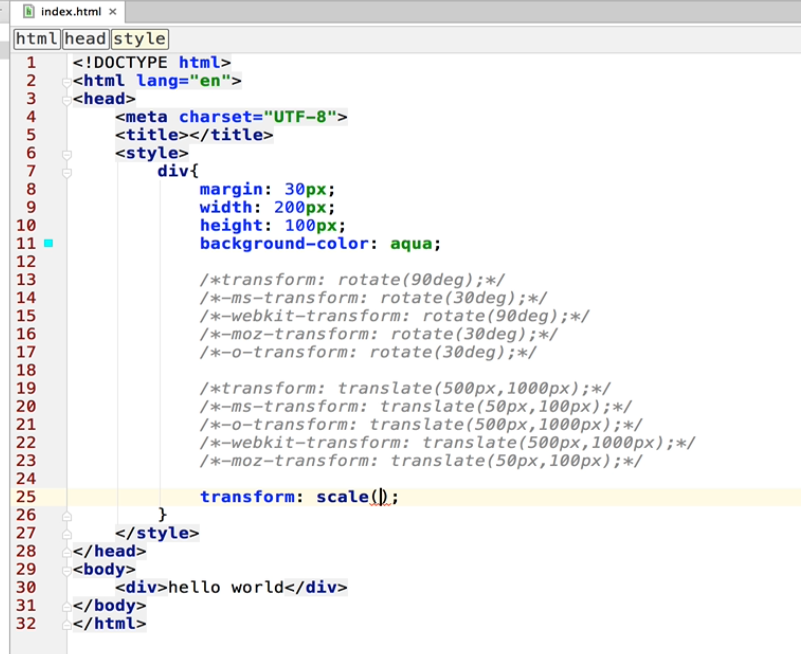 index.html ×
html head style
1 <!DOCTYPE html>
2 <html lang="en">
3 <head>
4 <meta charset="UTF-8">
5 <title></title>
6 <style>
7 div{
8 margin: 30px;
9 width: 200px;
10 height: 100px;
11 background-color: aqua;
12
13 /*transform: rotate(90deg);*/
14 /*-ms-transform: rotate(30deg);*/
15 /*-webkit-transform: rotate(90deg);*/
16 /*-moz-transform: rotate(30deg);*/
17 /*-o-transform: rotate(30deg);*/
18
19 /*transform: translate(500px,1000px);*/
20 /*-ms-transform: translate(50px,100px);*/
21 /*-o-transform: translate(500px,1000px);*/
22 /*-webkit-transform: translate(500px,1000px);*/
23 /*-moz-transform: translate(50px,100px);*/
24
25 transform: scale();
26 }
27 </style>
28 </head>
29 <body>
30 <div>hello world</div>
31 </body>
32 </html>